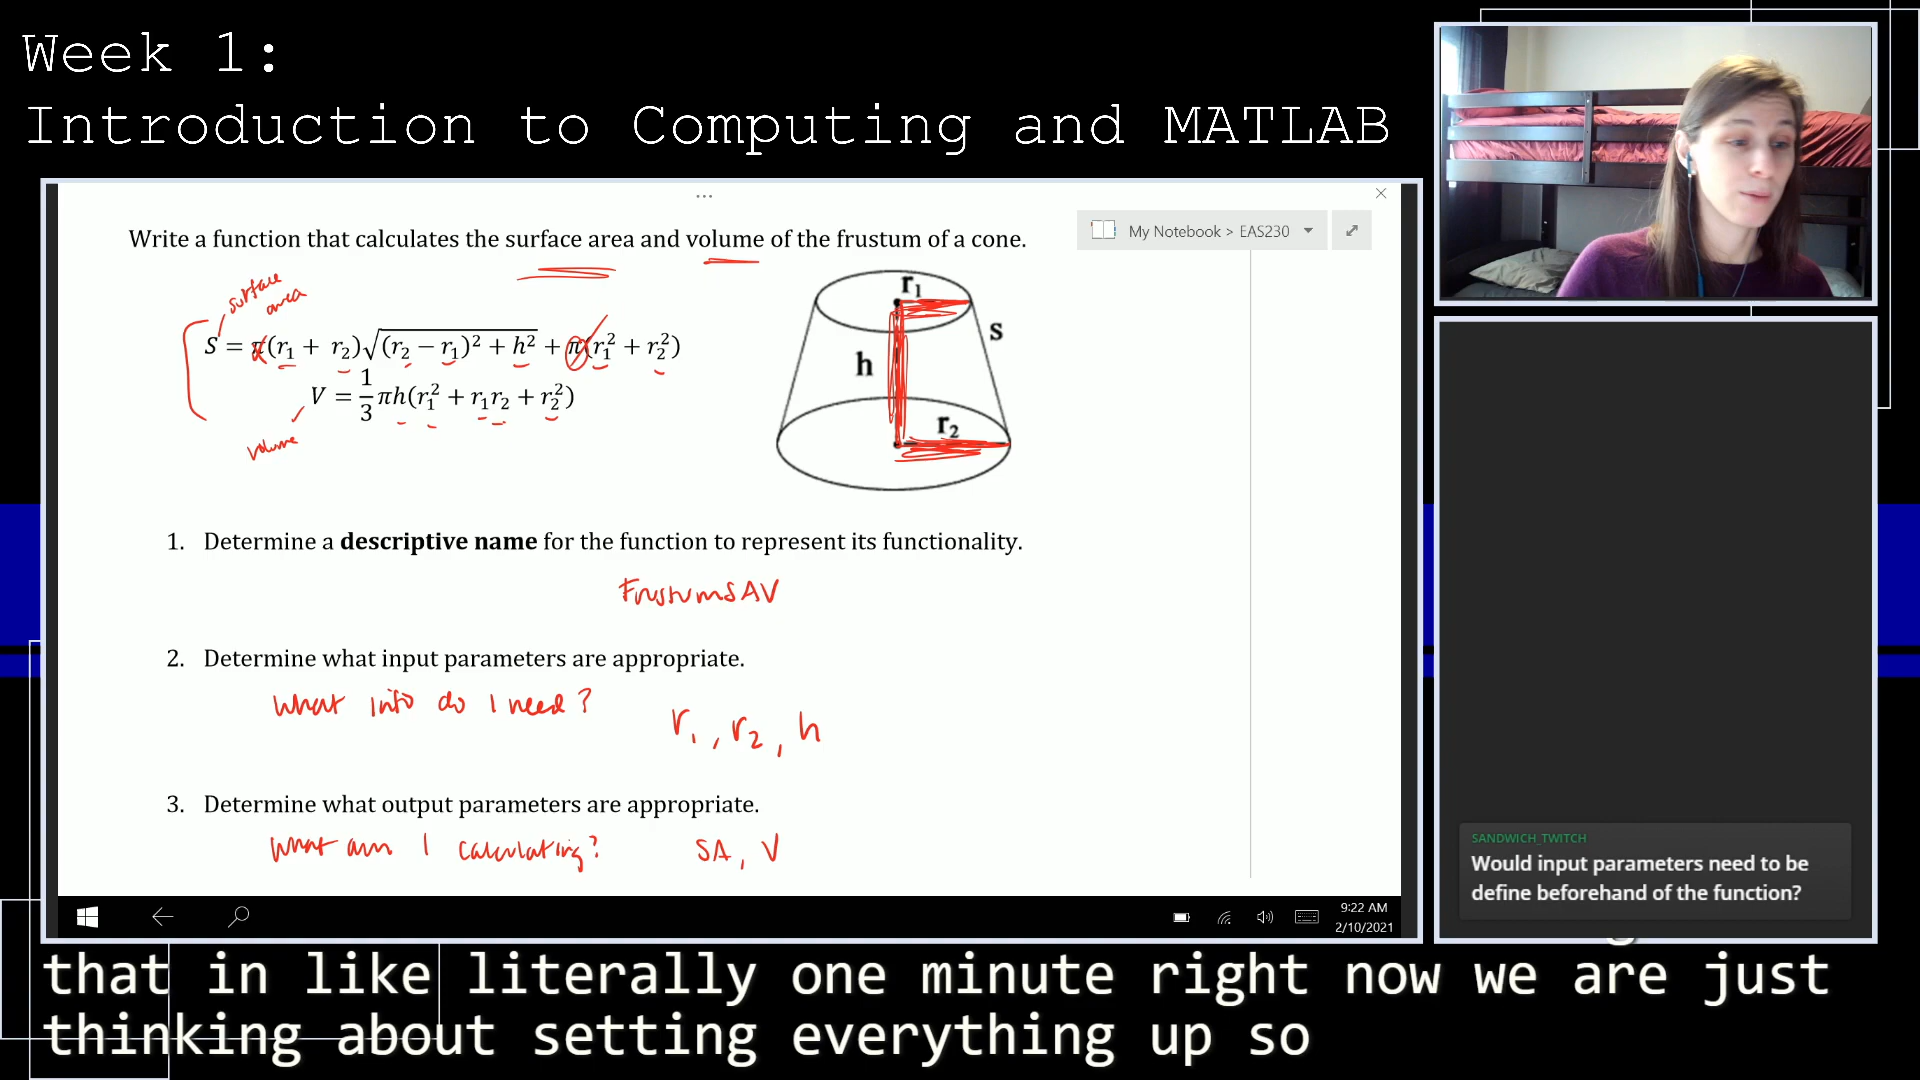 Week 1:
Introduction to Computing and MATLAB
...
My Notebook > EAS230
Write a function that calculates the surface area and volume of the frustum of a cone.
surface
area
S = π(r₁ + r₂)√(r₂ − r₁)² + h² + π(r₁² + r₂²)
V = 1/3 πh(r₁² + r₁r₂ + r₂²)
volume
r₁
s
h
r₂
1. Determine a descriptive name for the function to represent its functionality.
FrustumSAV
2. Determine what input parameters are appropriate.
What info do I need?
r₁, r₂, h
3. Determine what output parameters are appropriate.
What am I calculating? SA, V
9:22 AM
2/10/2021
SANDWICH_TWITCH
Would input parameters need to be
define beforehand of the function?
that in like literally one minute right now we are just
thinking about setting everything up so